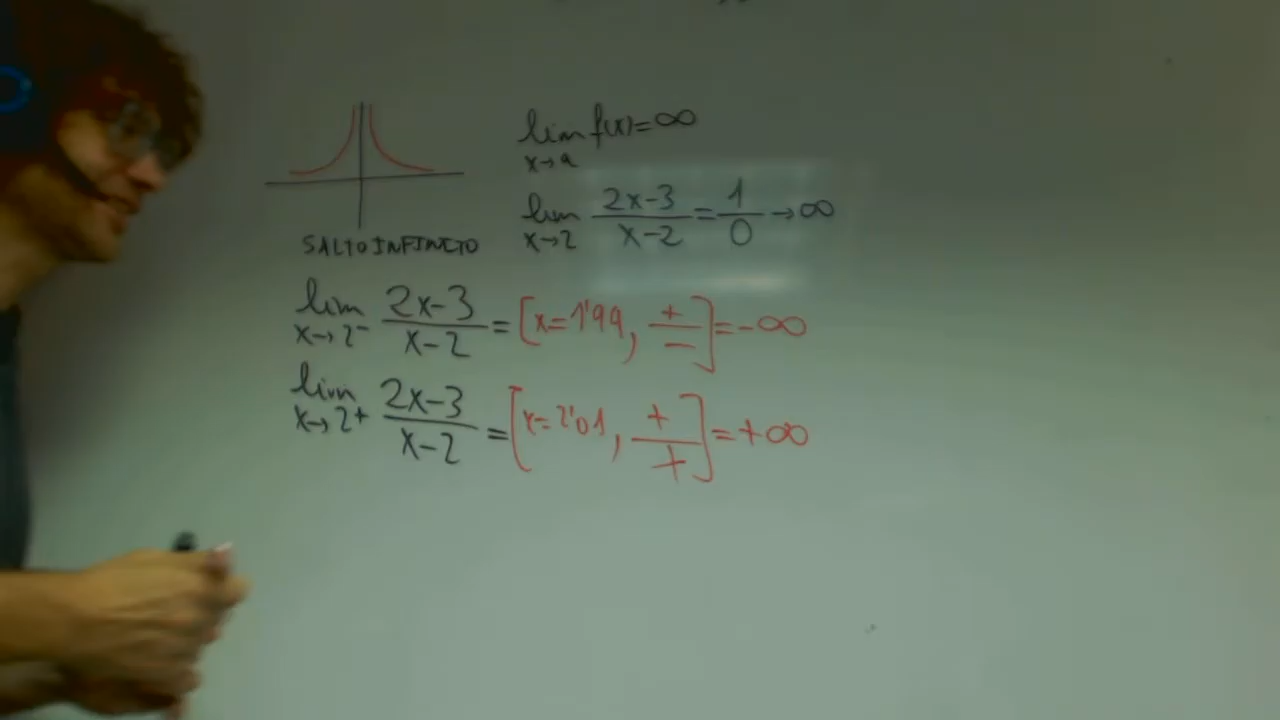 lim f(x)=∞
x→a
lim 2x-3/x-2 = 1/0 → ∞
x→2
SALTO INFINITO
lim 2x-3/x-2 = [x=1'99, +/-] = -∞
x→2-
lim 2x-3/x-2 = [x=2'01, +/+] = +∞
x→2+